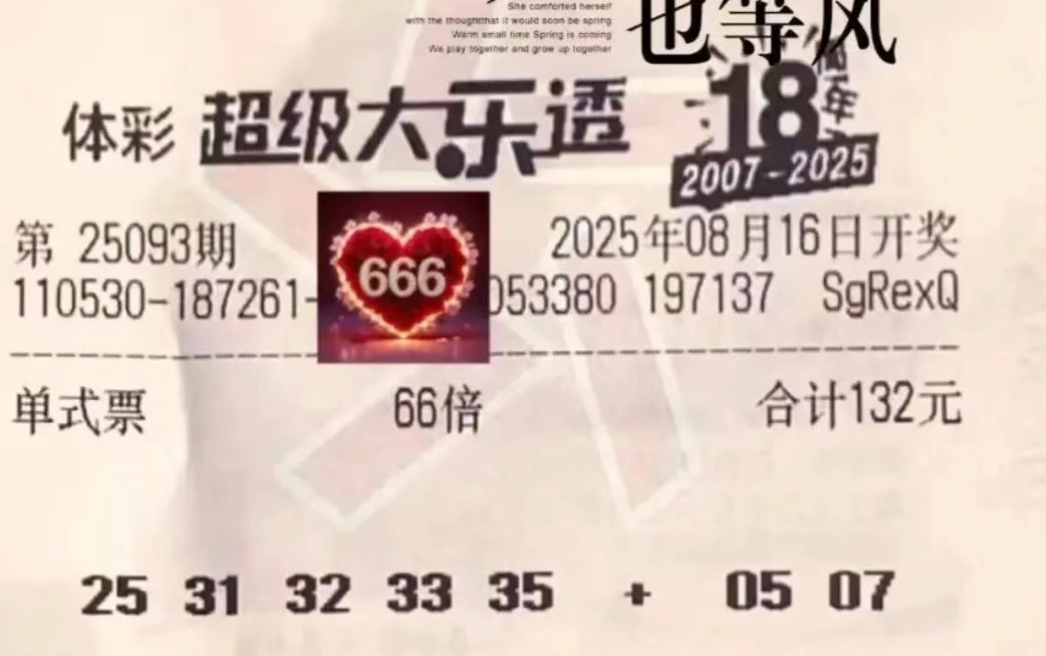 She comforted herself
with the thoughtthat it would soon be spring
Warm small time Spring is coming
We play together and grow up together
也等风
体彩 超级大乐透 18周年
2007-2025
第 25093期 2025年08月16日开奖
110530-187261- 053380 197137 SgRexQ
666
单式票 66倍 合计132元
25 31 32 33 35 + 05 07